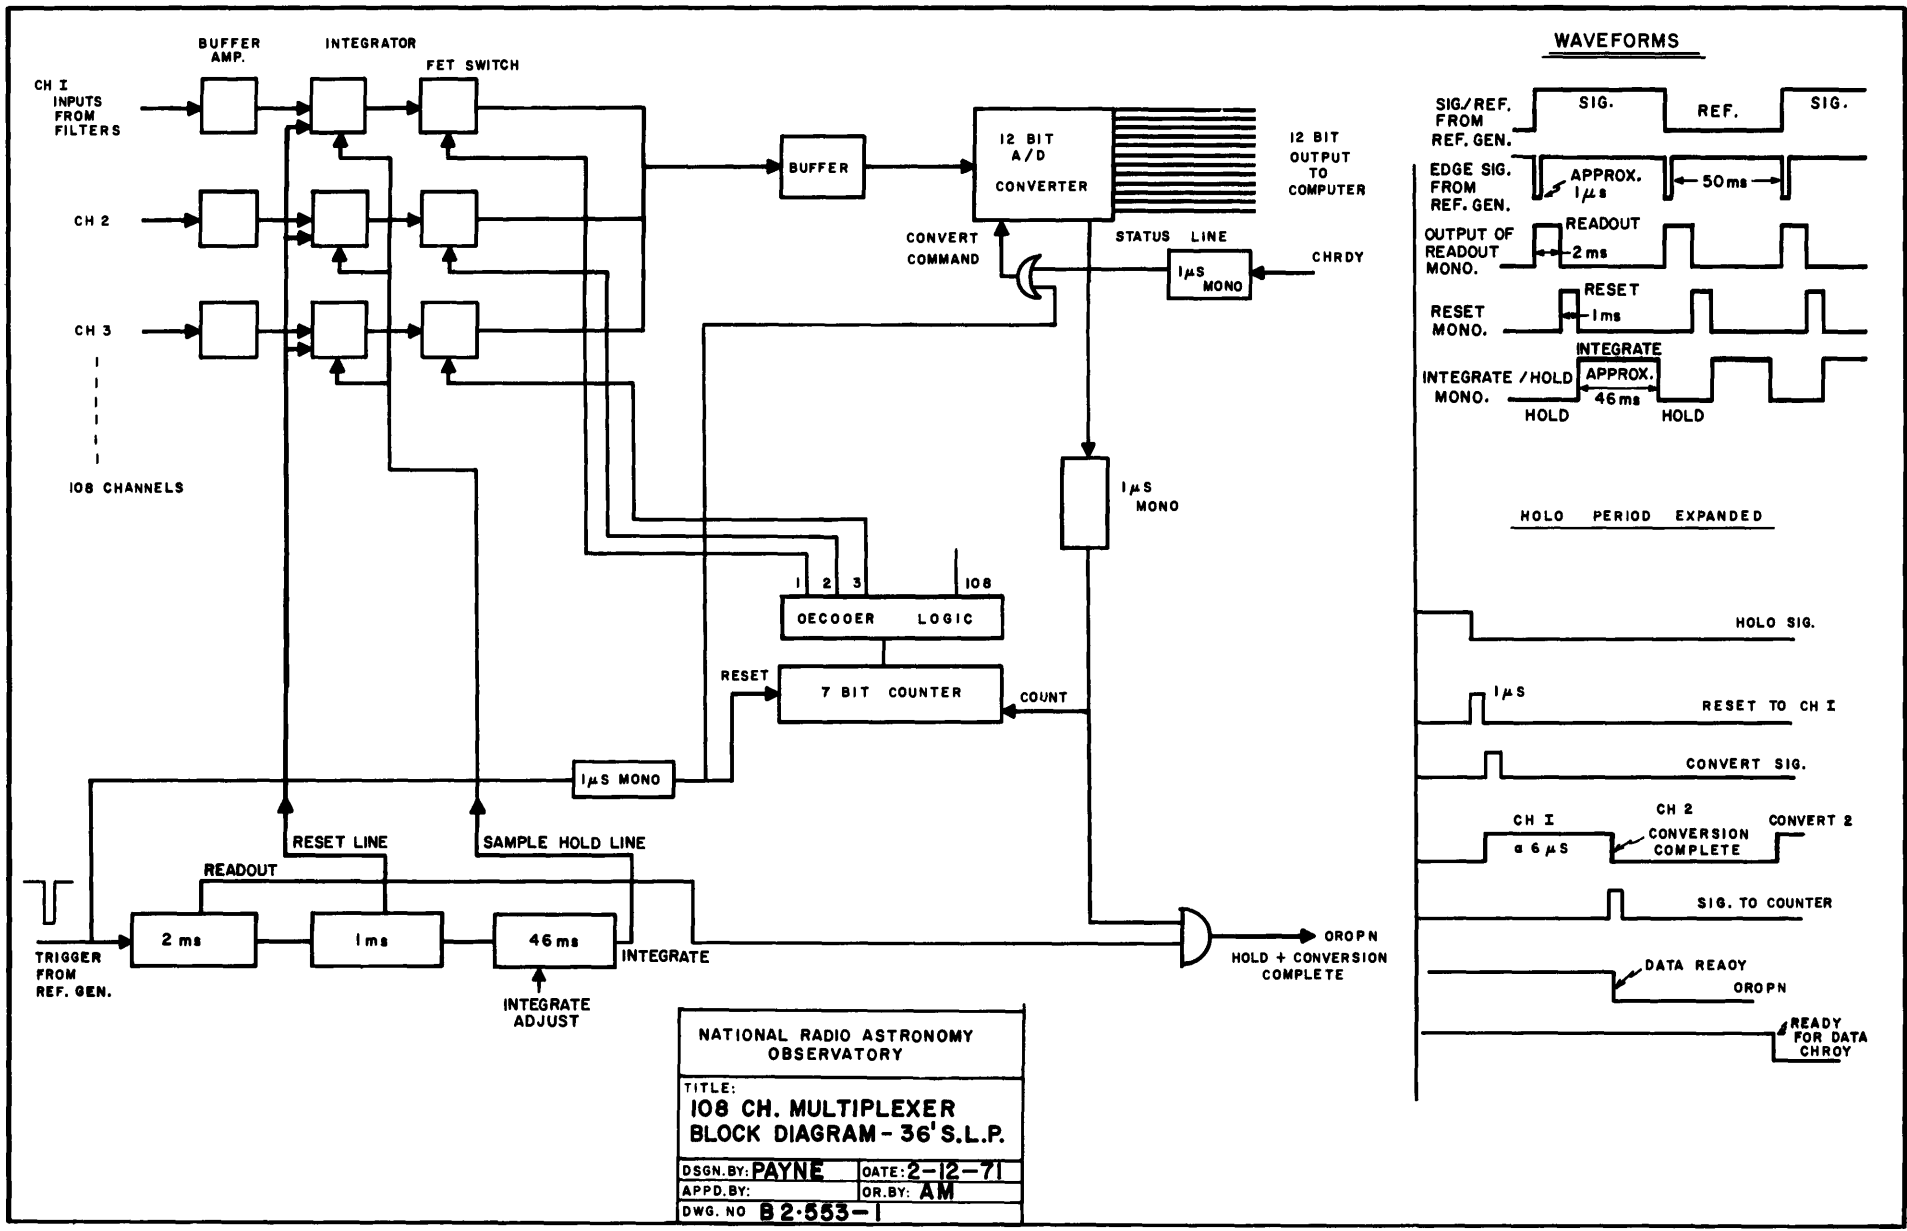 BUFFER
AMP.
INTEGRATOR
FET SWITCH
CH I
INPUTS
FROM
FILTERS
CH 2
CH 3
108 CHANNELS
BUFFER
12 BIT
A/D
CONVERTER
12 BIT
OUTPUT
TO
COMPUTER
CONVERT
COMMAND
STATUS LINE
1μS
MONO
CHRDY
1μS
MONO
1 2 3 108
OECOOER LOGIC
RESET
7 BIT COUNTER
COUNT
1μS MONO
RESET LINE
SAMPLE HOLD LINE
READOUT
2 ms
1ms
46ms
INTEGRATE
TRIGGER
FROM
REF. GEN.
INTEGRATE
ADJUST
OROPN
HOLD + CONVERSION
COMPLETE
NATIONAL RADIO ASTRONOMY
OBSERVATORY
TITLE:
108 CH. MULTIPLEXER
BLOCK DIAGRAM - 36' S.L.P.
DSGN.BY: PAYNE OATE: 2-12-71
APPD.BY: OR.BY: AM
DWG. NO B 2·553-1
WAVEFORMS
SIG./REF.
FROM
REF. GEN.
SIG.
REF.
SIG.
EDGE SIG.
FROM
REF. GEN.
APPROX.
1μs
50ms
OUTPUT OF
READOUT
MONO.
READOUT
2ms
RESET
MONO.
RESET
1ms
INTEGRATE /HOLD
MONO.
INTEGRATE
APPROX.
46ms
HOLD
HOLD
HOLO PERIOD EXPANDED
HOLO SIG.
1μS
RESET TO CH I
CONVERT SIG.
CH I
a 6μS
CH 2
CONVERSION
COMPLETE
CONVERT 2
SIG. TO COUNTER
DATA REAOY
OROPN
READY
FOR DATA
CHROY